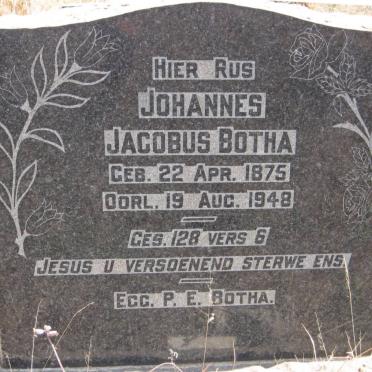 HIER RUS
JOHANNES
JACOBUS BOTHA
GEB. 22 APR. 1875
OORL. 19 AUG. 1948
GES. 128 VERS 6
JESUS U VERSOENEND STERWE ENS.
EGG. P. E. BOTHA.